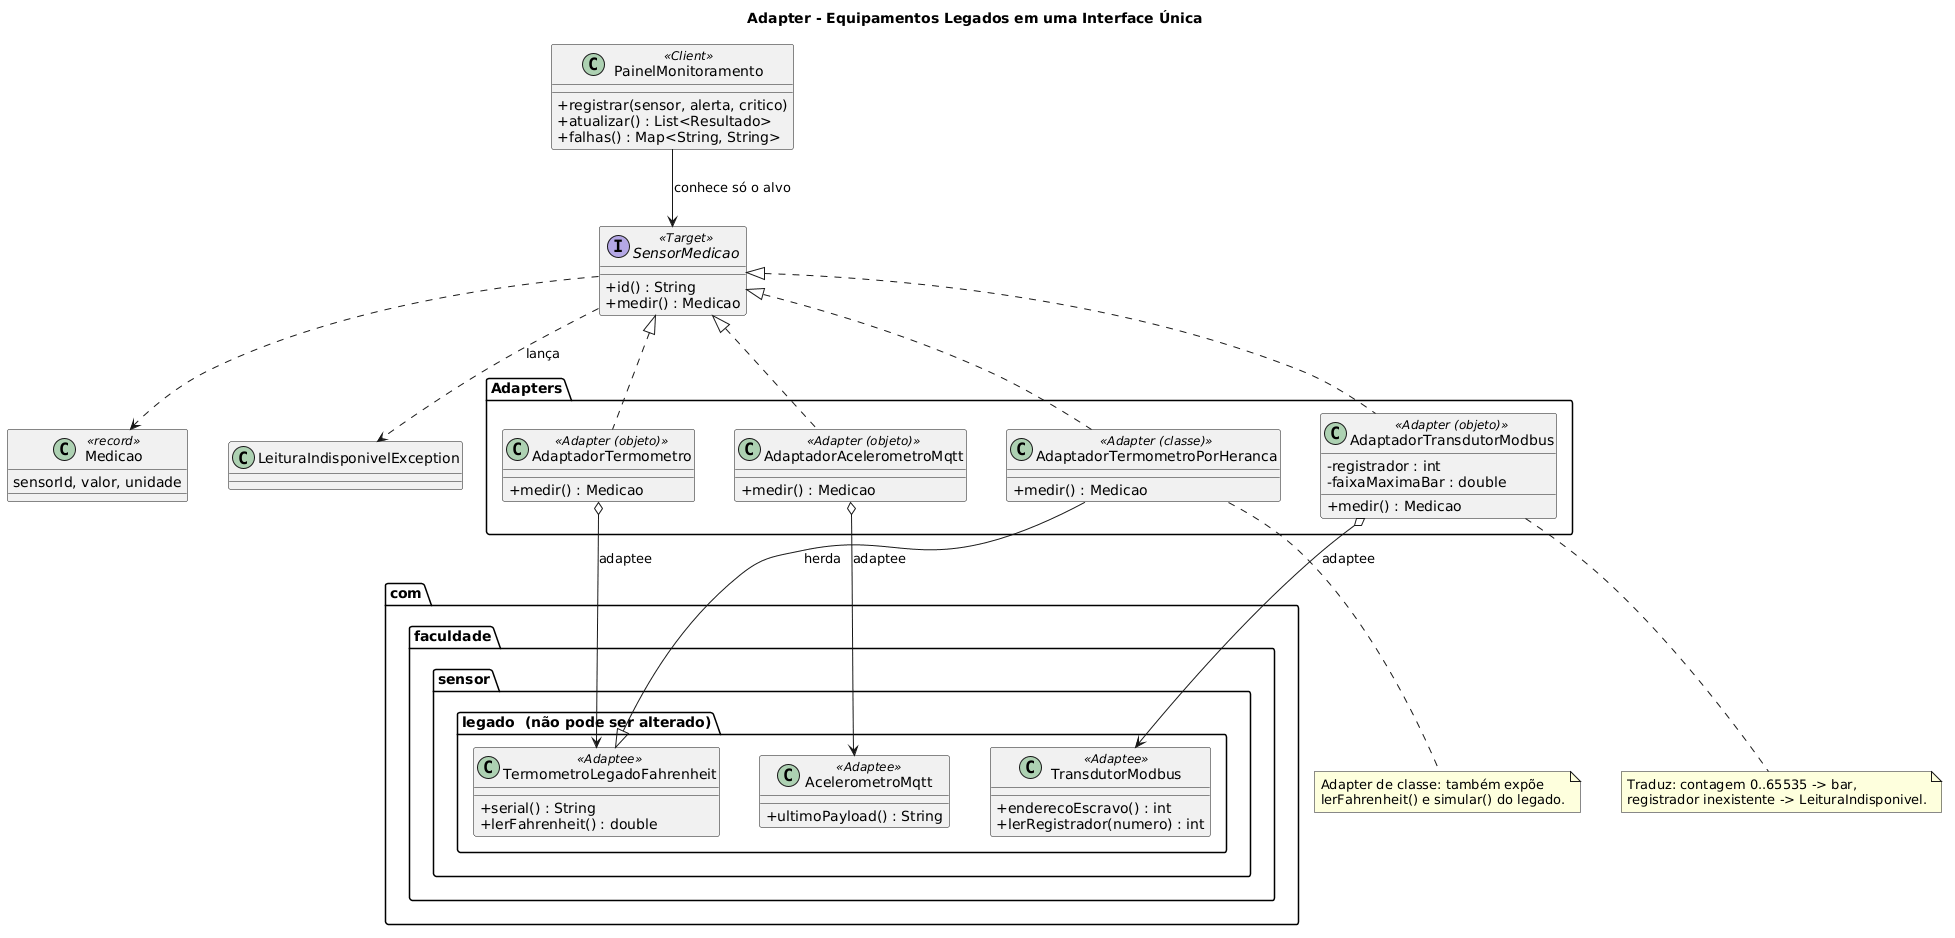 Adapter - Equipamentos Legados em uma Interface Única
C
«Client»
PainelMonitoramento
+registrar(sensor, alerta, critico)
+atualizar() : List<Resultado>
+falhas() : Map<String, String>
conhece só o alvo
I
«Target»
SensorMedicao
+id() : String
+medir() : Medicao
lança
C
«record»
Medicao
sensorId, valor, unidade
C
LeituraIndisponivelException
Adapters
C
«Adapter (objeto)»
AdaptadorTermometro
+medir() : Medicao
C
«Adapter (objeto)»
AdaptadorAcelerometroMqtt
+medir() : Medicao
C
«Adapter (classe)»
AdaptadorTermometroPorHeranca
+medir() : Medicao
C
«Adapter (objeto)»
AdaptadorTransdutorModbus
-registrador : int
-faixaMaximaBar : double
+medir() : Medicao
adaptee
herda
adaptee
adaptee
com
faculdade
sensor
legado  (não pode ser alterado)
C
«Adaptee»
TermometroLegadoFahrenheit
+serial() : String
+lerFahrenheit() : double
C
«Adaptee»
AcelerometroMqtt
+ultimoPayload() : String
C
«Adaptee»
TransdutorModbus
+enderecoEscravo() : int
+lerRegistrador(numero) : int
Adapter de classe: também expõe
lerFahrenheit() e simular() do legado.
Traduz: contagem 0..65535 -> bar,
registrador inexistente -> LeituraIndisponivel.